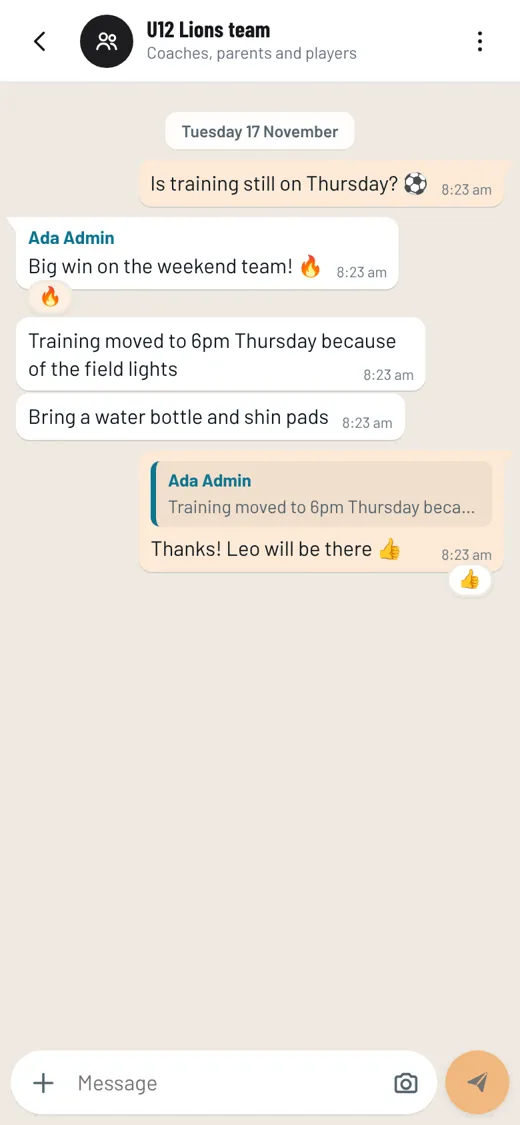 U12 Lions team
Coaches, parents and players
Tuesday 17 November
Is training still on Thursday? ⚽ 8:23 am
Ada Admin
Big win on the weekend team! 🔥 8:23 am
🔥
Training moved to 6pm Thursday because
of the field lights 8:23 am
Bring a water bottle and shin pads 8:23 am
Ada Admin
Training moved to 6pm Thursday beca...
Thanks! Leo will be there 👍 8:23 am
👍
Message